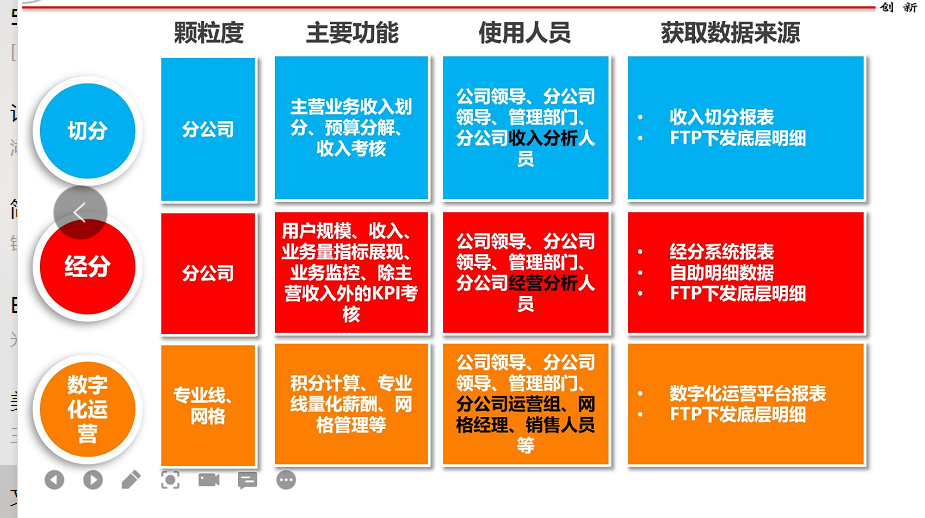 创 新
颗粒度
主要功能
使用人员
获取数据来源
切分
分公司
主营业务收入划
分、预算分解、
收入考核
公司领导、分公司
领导、管理部门、
分公司收入分析人
员
• 收入切分报表
• FTP下发底层明细
经分
分公司
用户规模、收入、
业务量指标展现、
业务监控、除主
营收入外的KPI考
核
公司领导、分公司
领导、管理部门、
分公司经营分析人
员
• 经分系统报表
• 自助明细数据
• FTP下发底层明细
数字
化运
营
专业线、
网格
积分计算、专业
线量化薪酬、网
格管理等
公司领导、分公司
领导、管理部门、
分公司运营组、网
格经理、销售人员
等
• 数字化运营平台报表
• FTP下发底层明细